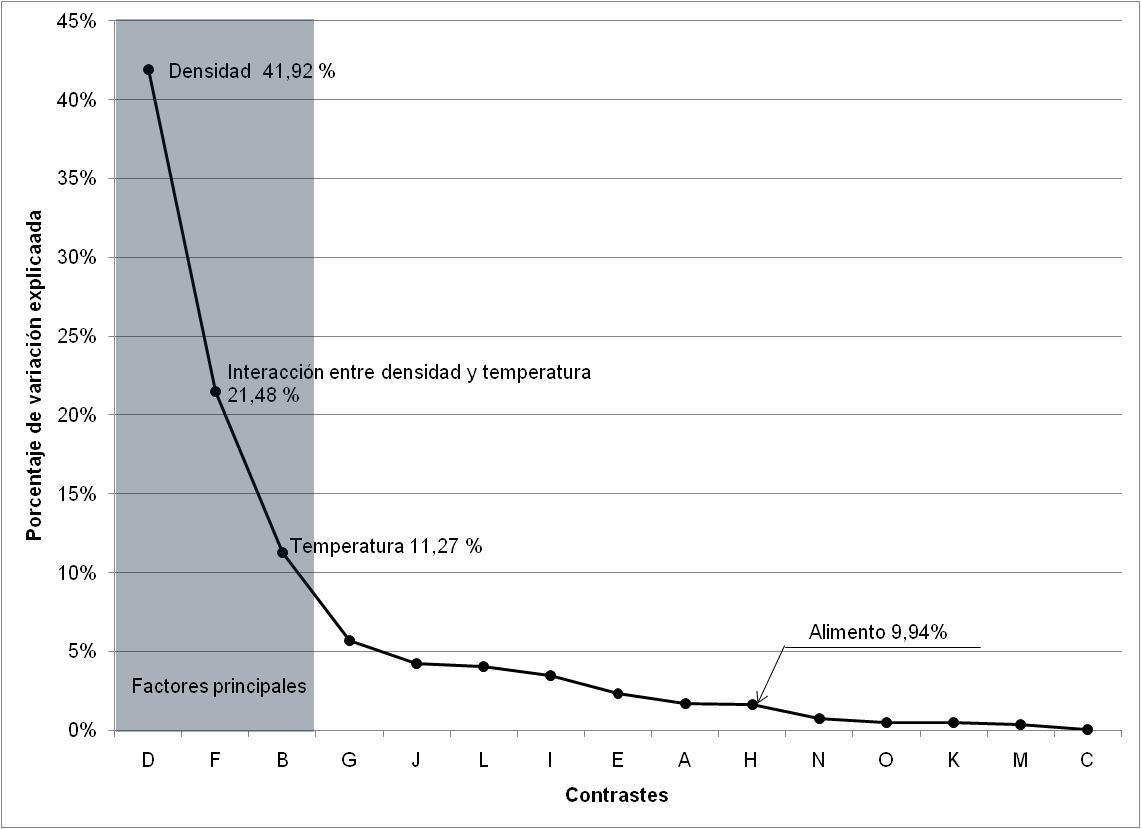 45%
40%
35%
30%
25%
20%
15%
10%
5%
0%
Porcentaje de variación explicaada
Densidad 41,92 %
Interacción entre densidad y temperatura
21,48 %
Temperatura 11,27 %
Alimento 9,94%
Factores principales
D F B G J L I E A H N O K M C
Contrastes